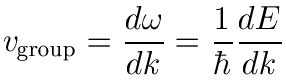 v_group = dω/dk = 1/ħ dE/dk